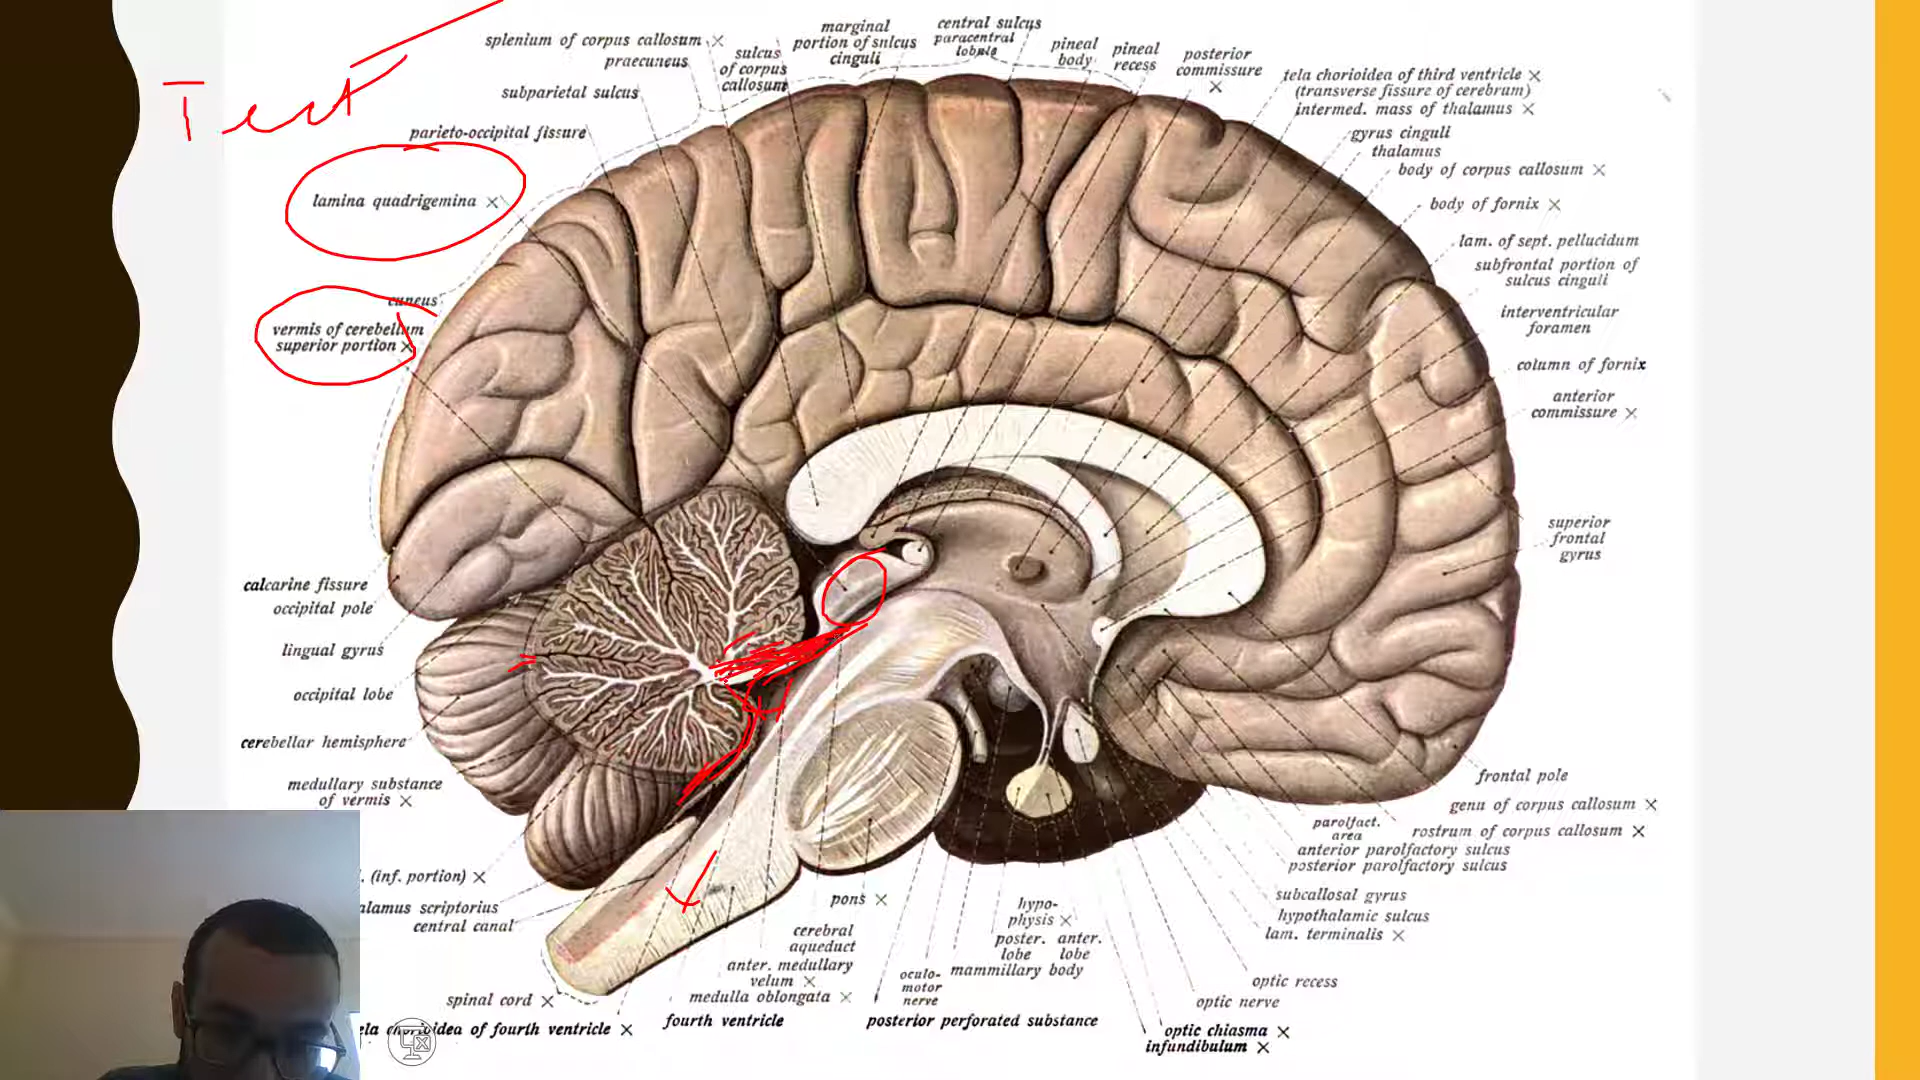 splenium of corpus callosum ×
praecuneus
subparietal sulcus
parieto-occipital fissure
sulcus
of corpus
callosum
marginal
portion of sulcus
cinguli
central sulcus
paracentral
lobule
pineal
body
pineal
recess
posterior
commissure
×
tela chorioidea of third ventricle ×
(transverse fissure of cerebrum)
intermed. mass of thalamus ×
gyrus cinguli
thalamus
body of corpus callosum ×
body of fornix ×
lam. of sept. pellucidum
subfrontal portion of
sulcus cinguli
interventricular
foramen
column of fornix
anterior
commissure ×
superior
frontal
gyrus
Tect
lamina quadrigemina ×
cuneus
vermis of cerebellum
superior portion ×
calcarine fissure
occipital pole
lingual gyrus
occipital lobe
cerebellar hemisphere
medullary substance
of vermis ×
. (inf. portion) ×
alamus scriptorius
central canal
spinal cord ×
ela chorioidea of fourth ventricle ×
fourth ventricle
medulla oblongata ×
anter. medullary
velum ×
cerebral
aqueduct
pons ×
oculo-
motor
nerve
posterior perforated substance
hypo-
physis ×
poster. anter.
lobe lobe
mammillary body
frontal pole
genu of corpus callosum ×
parolfact.
area
rostrum of corpus callosum ×
anterior parolfactory sulcus
posterior parolfactory sulcus
subcallosal gyrus
hypothalamic sulcus
lam. terminalis ×
optic recess
optic nerve
optic chiasma ×
infundibulum ×